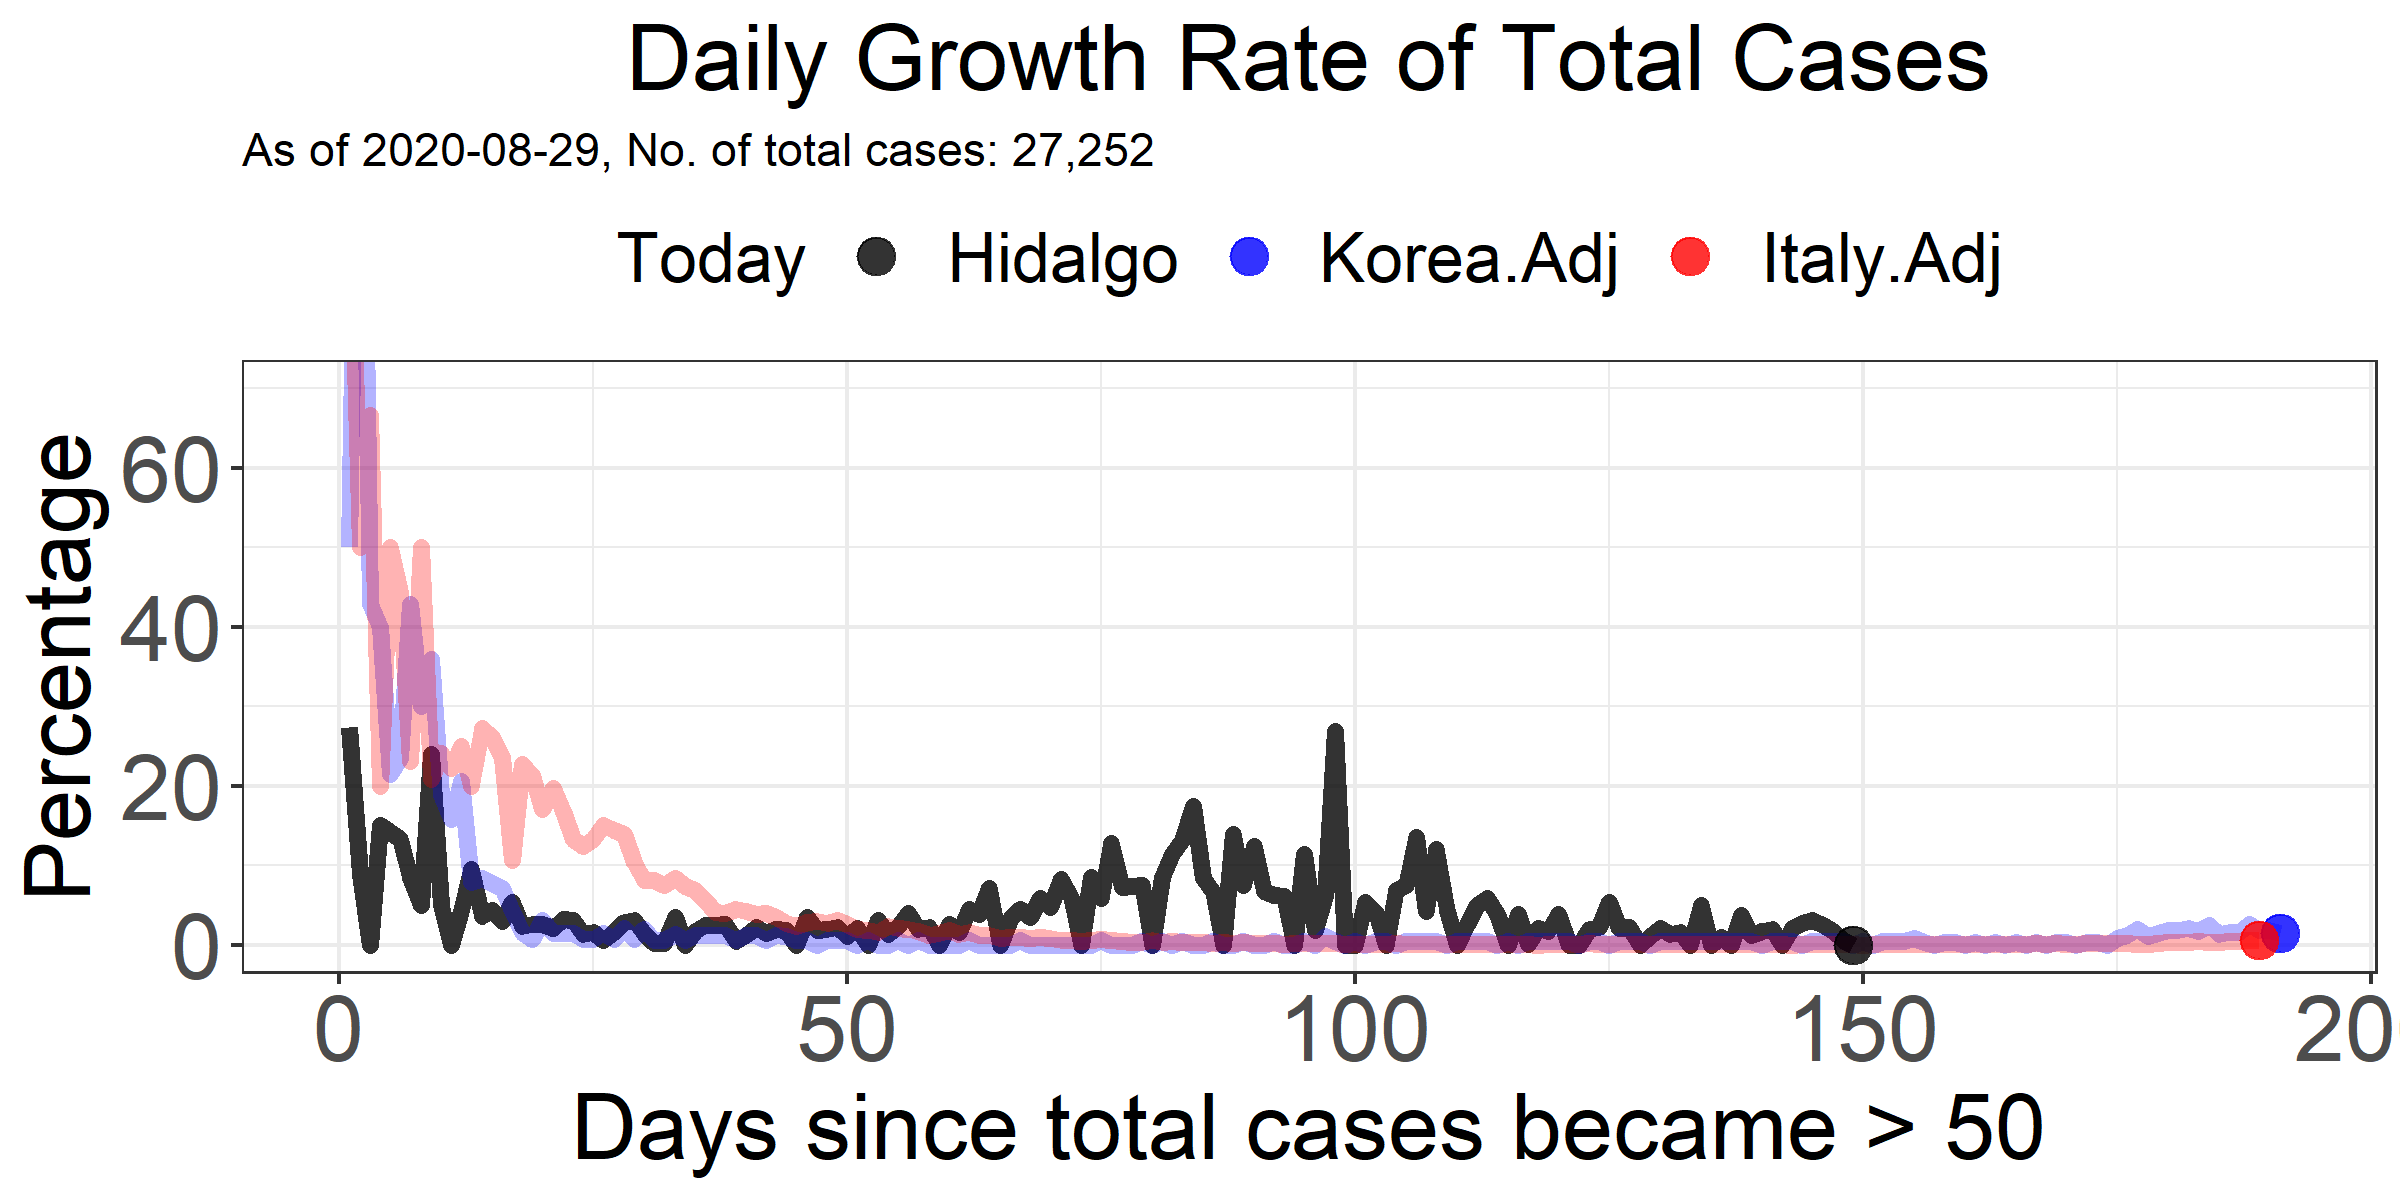 Daily Growth Rate of Total Cases
As of 2020-08-29, No. of total cases: 27,252
Today Hidalgo Korea.Adj Italy.Adj
Percentage
60
40
20
0
0 50 100 150 20
Days since total cases became > 50